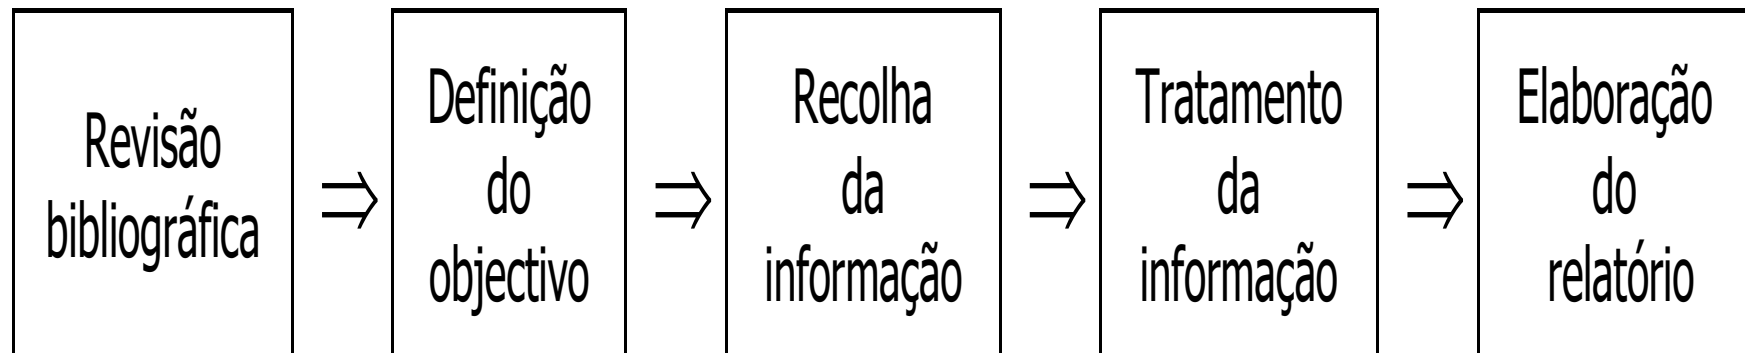 Revisão
bibliográfica
⇒
Definição
do
objectivo
⇒
Recolha
da
informação
⇒
Tratamento
da
informação
⇒
Elaboração
do
relatório